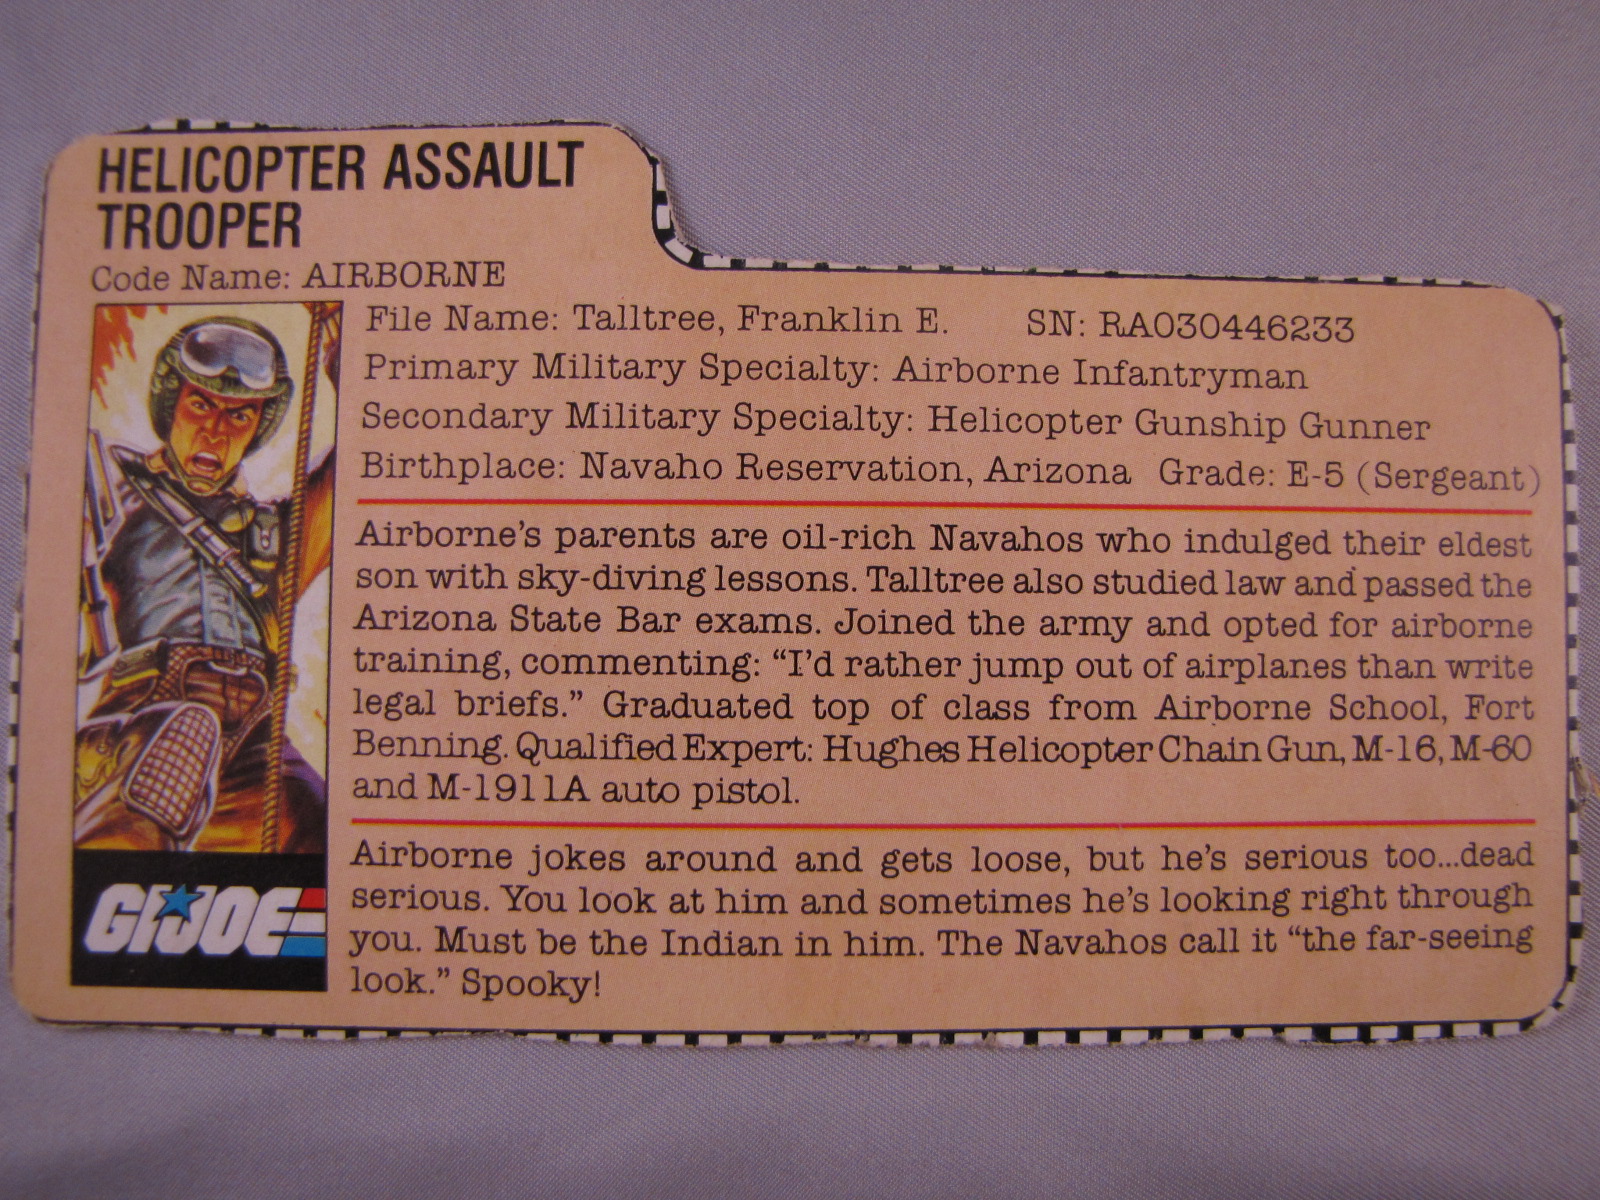 HELICOPTER ASSAULT
TROOPER
Code Name: AIRBORNE
File Name: Talltree, Franklin E. SN: RA030446233
Primary Military Specialty: Airborne Infantryman
Secondary Military Specialty: Helicopter Gunship Gunner
Birthplace: Navaho Reservation, Arizona Grade: E-5 (Sergeant)
Airborne's parents are oil-rich Navahos who indulged their eldest
son with sky-diving lessons. Talltree also studied law and passed the
Arizona State Bar exams. Joined the army and opted for airborne
training, commenting: “I'd rather jump out of airplanes than write
legal briefs.” Graduated top of class from Airborne School, Fort
Benning. Qualified Expert: Hughes Helicopter Chain Gun, M-16, M-60
and M-1911A auto pistol.
Airborne jokes around and gets loose, but he's serious too...dead
serious. You look at him and sometimes he's looking right through
you. Must be the Indian in him. The Navahos call it “the far-seeing
look.” Spooky!
GI JOE